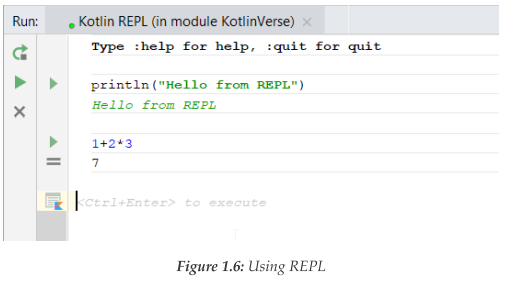 Run: Kotlin REPL (in module KotlinVerse) ×
Type :help for help, :quit for quit
println("Hello from REPL")
Hello from REPL
1+2*3
7
<Ctrl+Enter> to execute
Figure 1.6: Using REPL